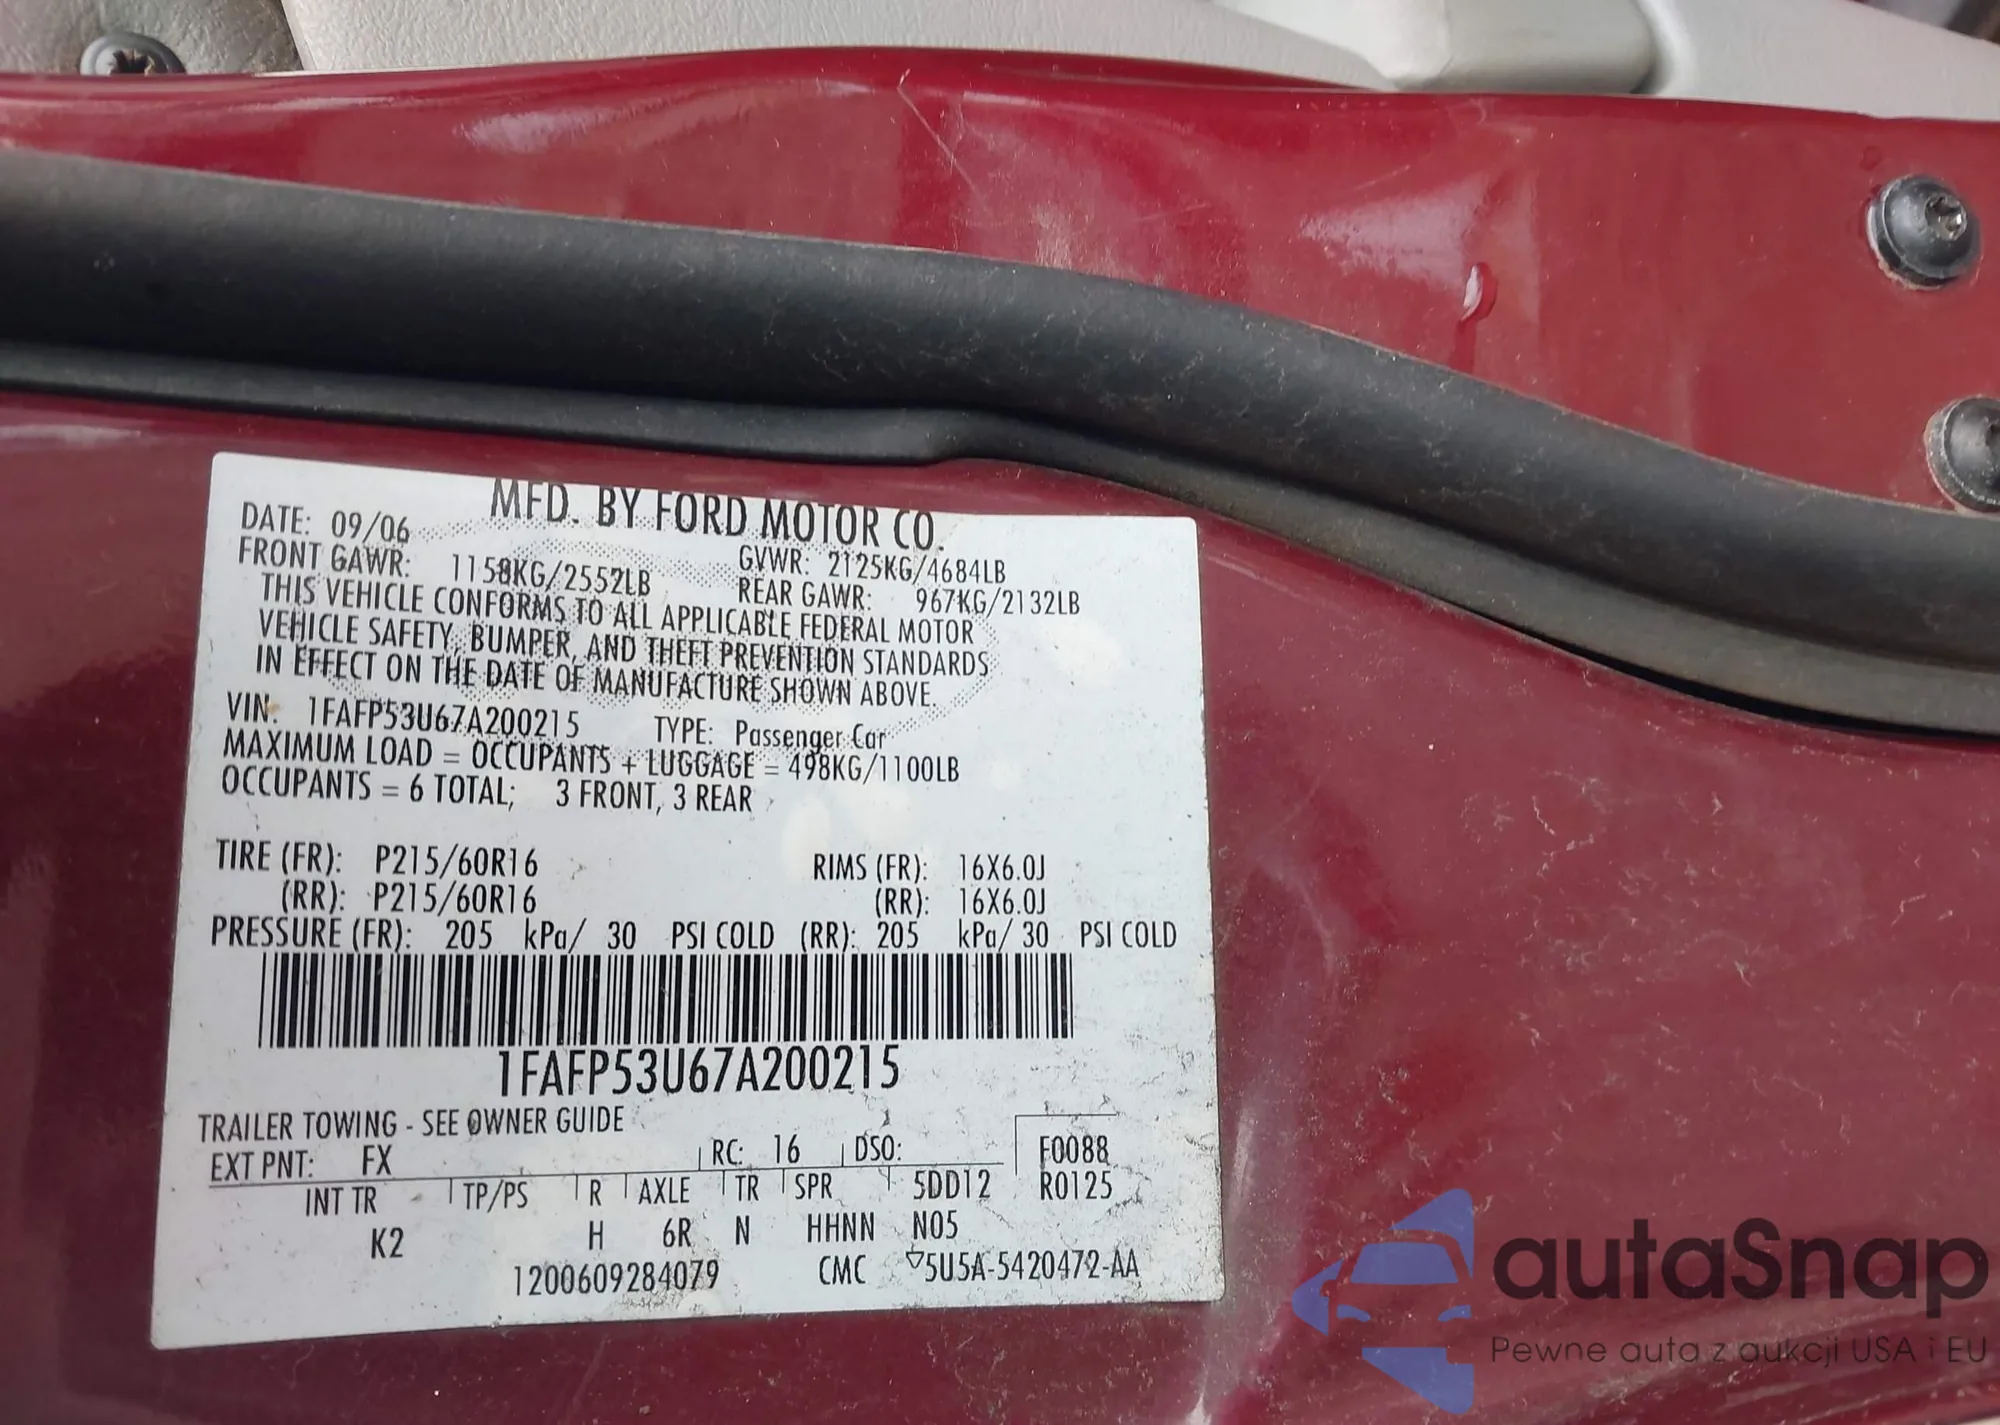 MFD. BY FORD MOTOR CO.
DATE: 09/06
GVWR: 2125KG/4684LB
FRONT GAWR: 1158KG/2552LB REAR GAWR: 967KG/2132LB
THIS VEHICLE CONFORMS TO ALL APPLICABLE FEDERAL MOTOR
VEHICLE SAFETY, BUMPER, AND THEFT PREVENTION STANDARDS
IN EFFECT ON THE DATE OF MANUFACTURE SHOWN ABOVE.
VIN: 1FAFP53U67A200215 TYPE: Passenger Car
MAXIMUM LOAD = OCCUPANTS + LUGGAGE = 498KG/1100LB
OCCUPANTS = 6 TOTAL; 3 FRONT, 3 REAR
TIRE (FR): P215/60R16 RIMS (FR): 16X6.0J
(RR): P215/60R16 (RR): 16X6.0J
PRESSURE (FR): 205 kPa/ 30 PSI COLD (RR): 205 kPa/ 30 PSI COLD
1FAFP53U67A200215
TRAILER TOWING - SEE OWNER GUIDE
EXT PNT: FX RC: 16 DSO: F0088
INT TR TP/PS R AXLE TR SPR 5DD12 R0125
K2 H 6R N HHNN N05
1200609284079 CMC ▽5U5A-5420472-AA
autaSnap
Pewne auta z aukcji USA i EU